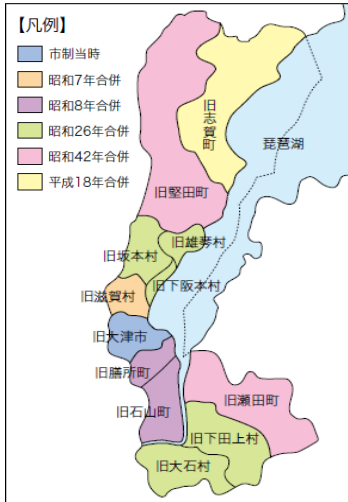 【凡例】
市制当時
昭和7年合併
昭和8年合併
昭和26年合併
昭和42年合併
平成18年合併
旧志賀町
琵琶湖
旧堅田町
旧雄琴村
旧坂本村
旧下阪本村
旧滋賀村
旧大津市
旧膳所町
旧石山町
旧瀬田町
旧下田上村
旧大石村